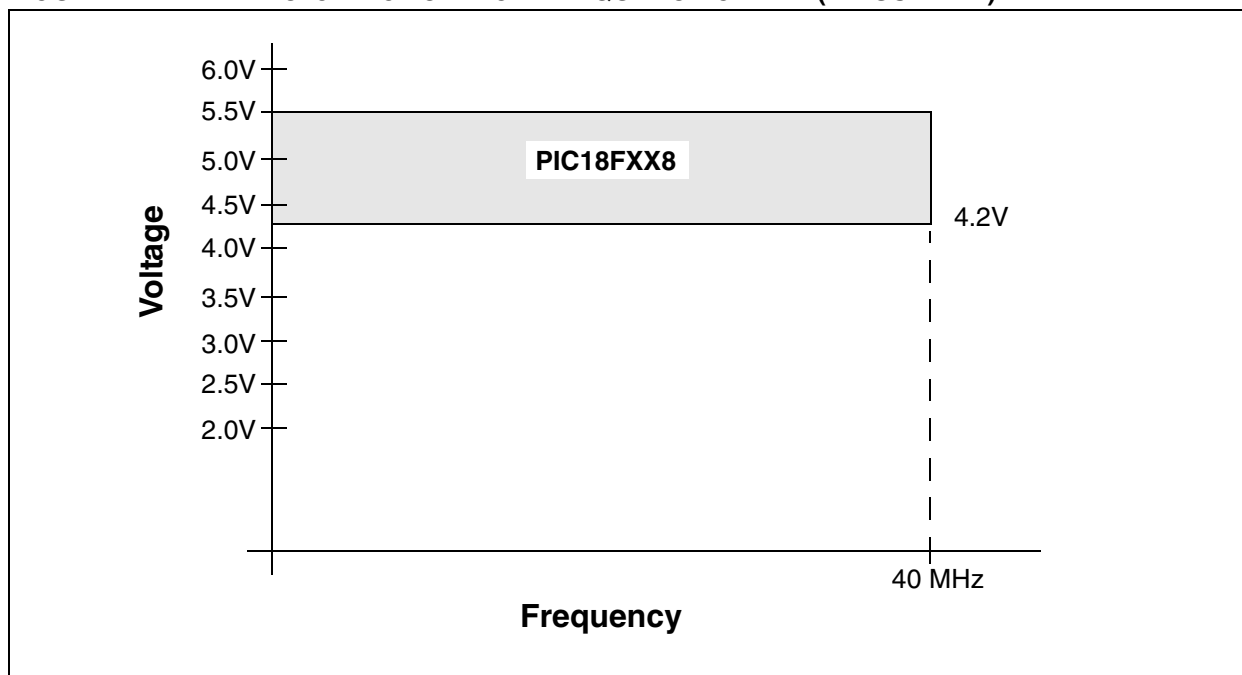 6.0V
5.5V
5.0V
4.5V
4.0V
3.5V
3.0V
2.5V
2.0V
Voltage
PIC18FXX8
4.2V
40 MHz
Frequency